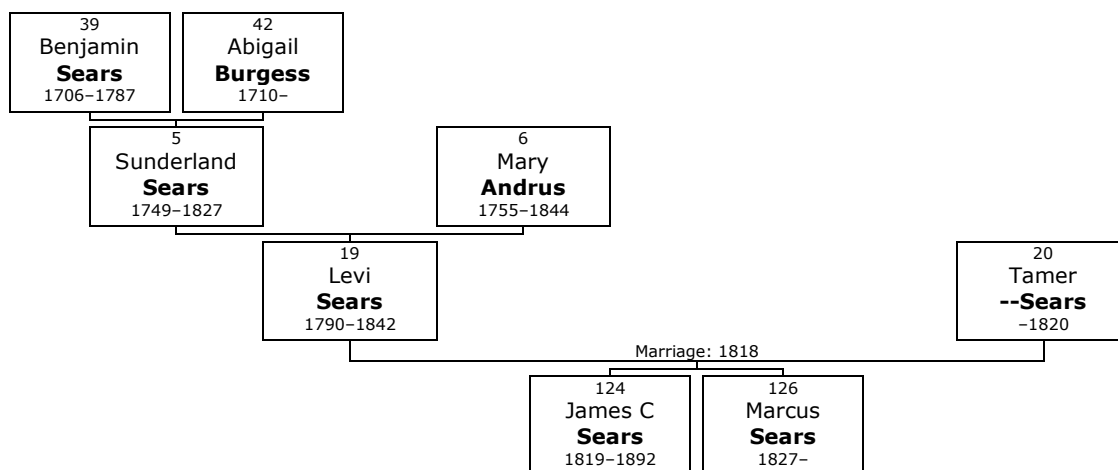 39
Benjamin
Sears
1706–1787
42
Abigail
Burgess
1710–
5
Sunderland
Sears
1749–1827
6
Mary
Andrus
1755–1844
19
Levi
Sears
1790–1842
20
Tamer
--Sears
–1820
Marriage: 1818
124
James C
Sears
1819–1892
126
Marcus
Sears
1827–